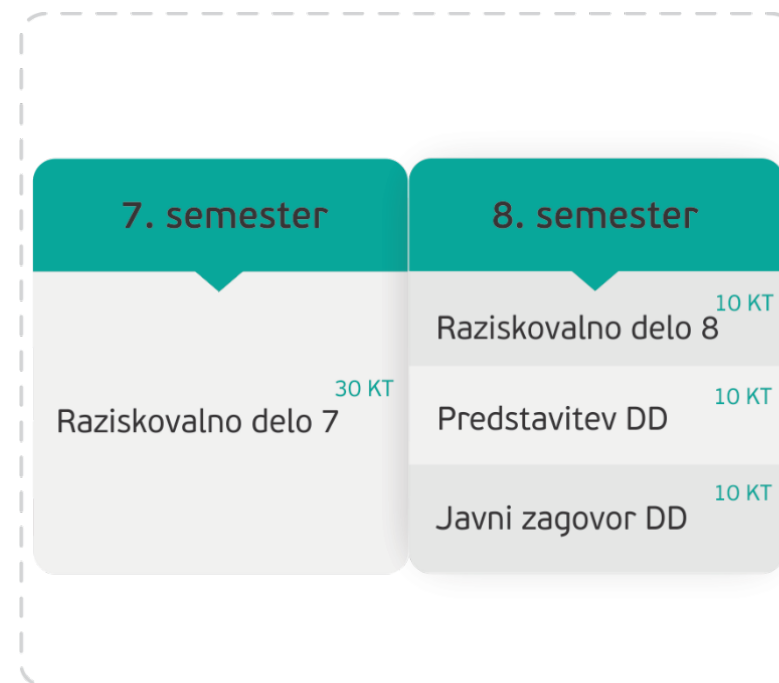 7. semester
30 KT
Raziskovalno delo 7
8. semester
10 KT
Raziskovalno delo 8
10 KT
Predstavitev DD
10 KT
Javni zagovor DD